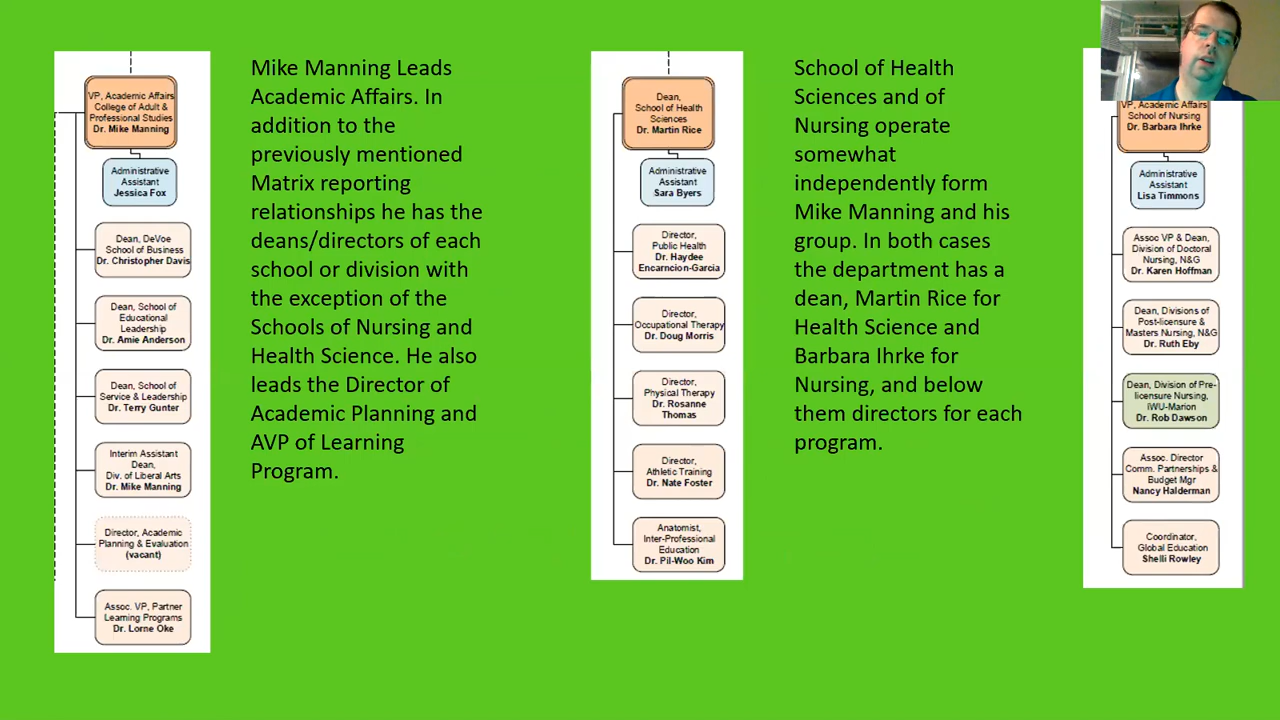 VP, Academic Affairs
College of Adult &
Professional Studies
Dr. Mike Manning
Administrative
Assistant
Jessica Fox
Dean, DeVoe
School of Business
Dr. Christopher Davis
Dean, School of
Educational
Leadership
Dr. Amie Anderson
Dean, School of
Service & Leadership
Dr. Terry Gunter
Interim Assistant
Dean,
Div. of Liberal Arts
Dr. Mike Manning
Director, Academic
Planning & Evaluation
(vacant)
Assoc. VP, Partner
Learning Programs
Dr. Lorne Oke
Mike Manning Leads
Academic Affairs. In
addition to the
previously mentioned
Matrix reporting
relationships he has the
deans/directors of each
school or division with
the exception of the
Schools of Nursing and
Health Science. He also
leads the Director of
Academic Planning and
AVP of Learning
Program.
Dean,
School of Health
Sciences
Dr. Martin Rice
Administrative
Assistant
Sara Byers
Director,
Public Health
Dr. Haydee
Encarncion-Garcia
Director,
Occupational Therapy
Dr. Doug Morris
Director,
Physical Therapy
Dr. Rosanne
Thomas
Director,
Athletic Training
Dr. Nate Foster
Anatomist,
Inter-Professional
Education
Dr. Pil-Woo Kim
School of Health
Sciences and of
Nursing operate
somewhat
independently form
Mike Manning and his
group. In both cases
the department has a
dean, Martin Rice for
Health Science and
Barbara Ihrke for
Nursing, and below
them directors for each
program.
VP, Academic Affairs
School of Nursing
Dr. Barbara Ihrke
Administrative
Assistant
Lisa Timmons
Assoc VP & Dean,
Division of Doctoral
Nursing, N&G
Dr. Karen Hoffman
Dean, Divisions of
Post-licensure &
Masters Nursing, N&G
Dr. Ruth Eby
Dean, Division of Pre-
licensure Nursing,
IWU-Marion
Dr. Rob Dawson
Assoc. Director
Comm. Partnerships &
Budget Mgr
Nancy Halderman
Coordinator,
Global Education
Shelli Rowley